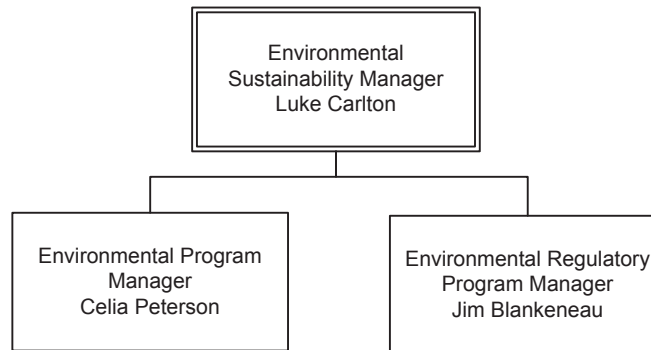 Environmental
Sustainability Manager
Luke Carlton
Environmental Program
Manager
Celia Peterson
Environmental Regulatory
Program Manager
Jim Blankeneau